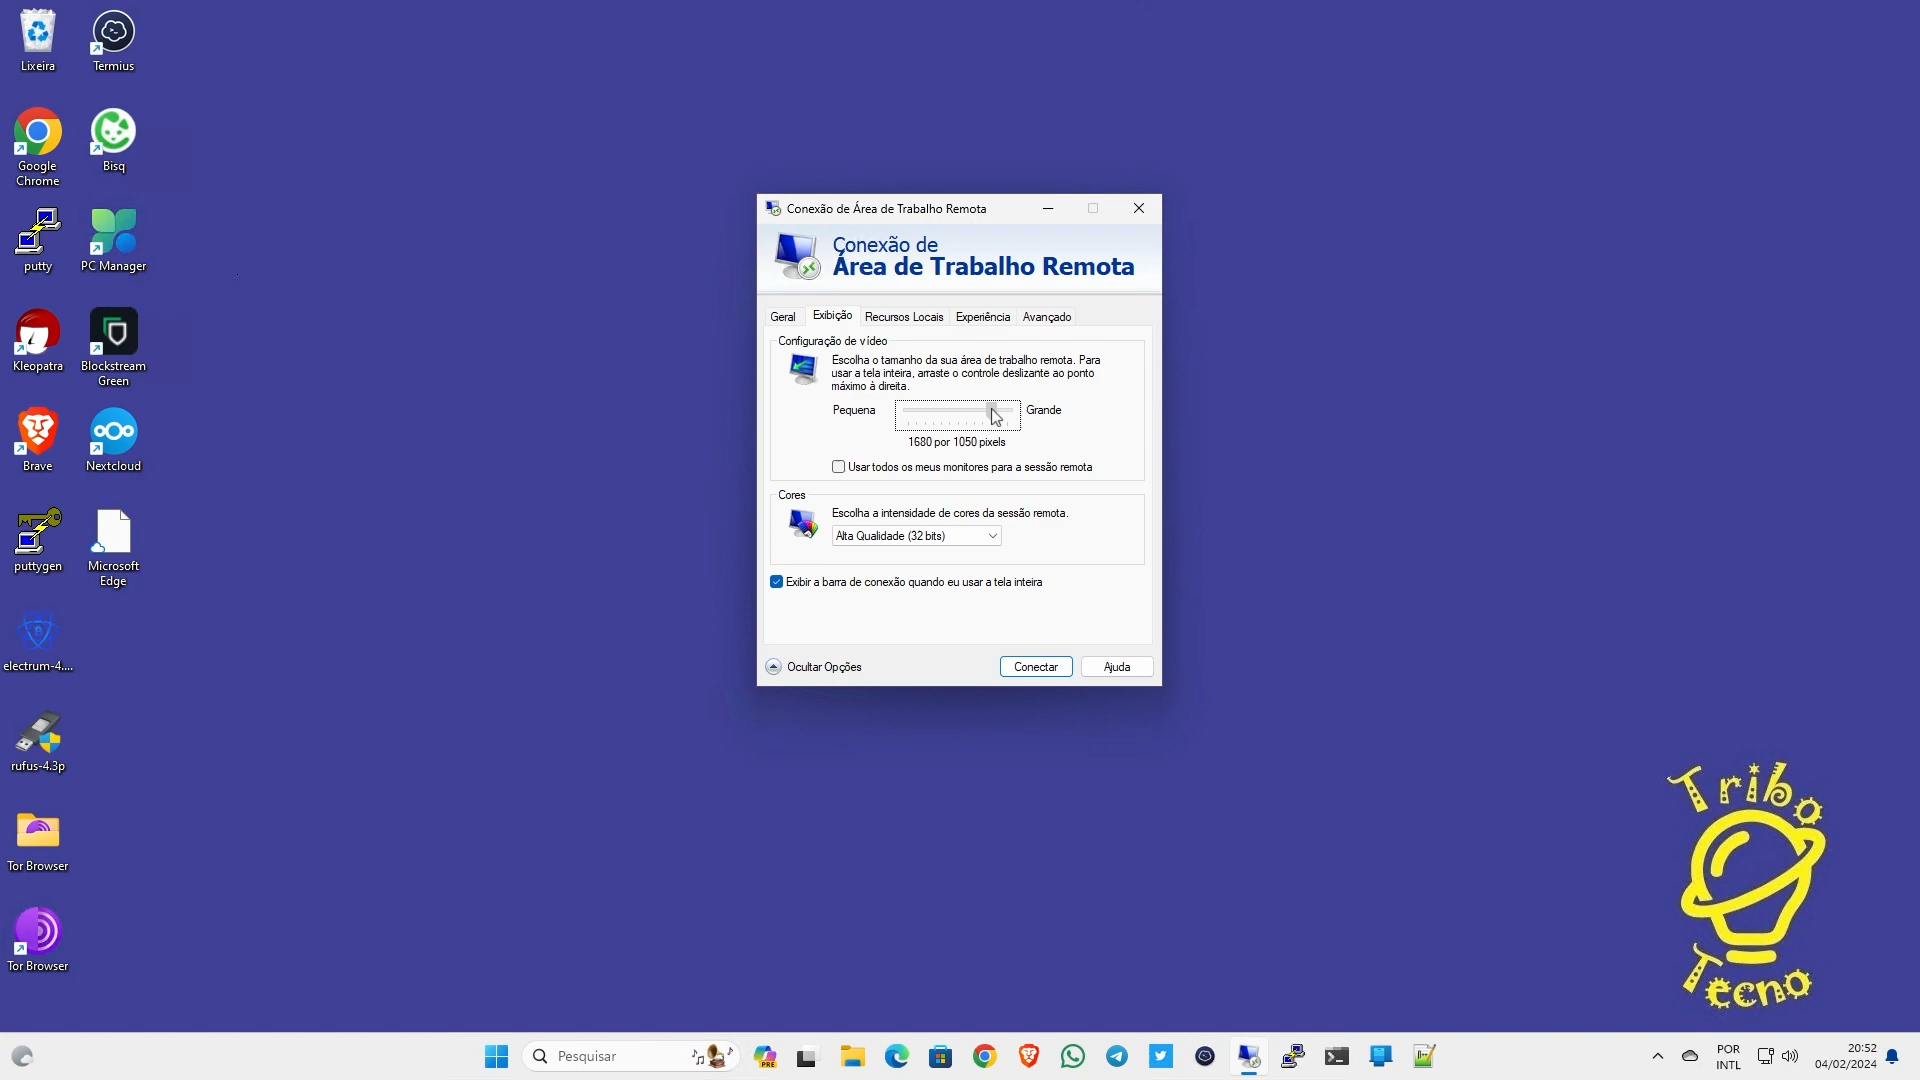 Lixeira
Termius
Google
Chrome
Bisq
putty
PC Manager
Kleopatra
Blockstream
Green
Brave
Nextcloud
puttygen
Microsoft
Edge
electrum-4....
rufus-4.3p
Tor Browser
Tor Browser
Conexão de Área de Trabalho Remota
Conexão de
Área de Trabalho Remota
Geral Exibição Recursos Locais Experiência Avançado
Configuração de vídeo
Escolha o tamanho da sua área de trabalho remota. Para
usar a tela inteira, arraste o controle deslizante ao ponto
máximo à direita.
Pequena Grande
1680 por 1050 pixels
Usar todos os meus monitores para a sessão remota
Cores
Escolha a intensidade de cores da sessão remota.
Alta Qualidade (32 bits)
Exibir a barra de conexão quando eu usar a tela inteira
Ocultar Opções Conectar Ajuda
Tribo
Tecno
Pesquisar
PRE
POR
INTL
20:52
04/02/2024